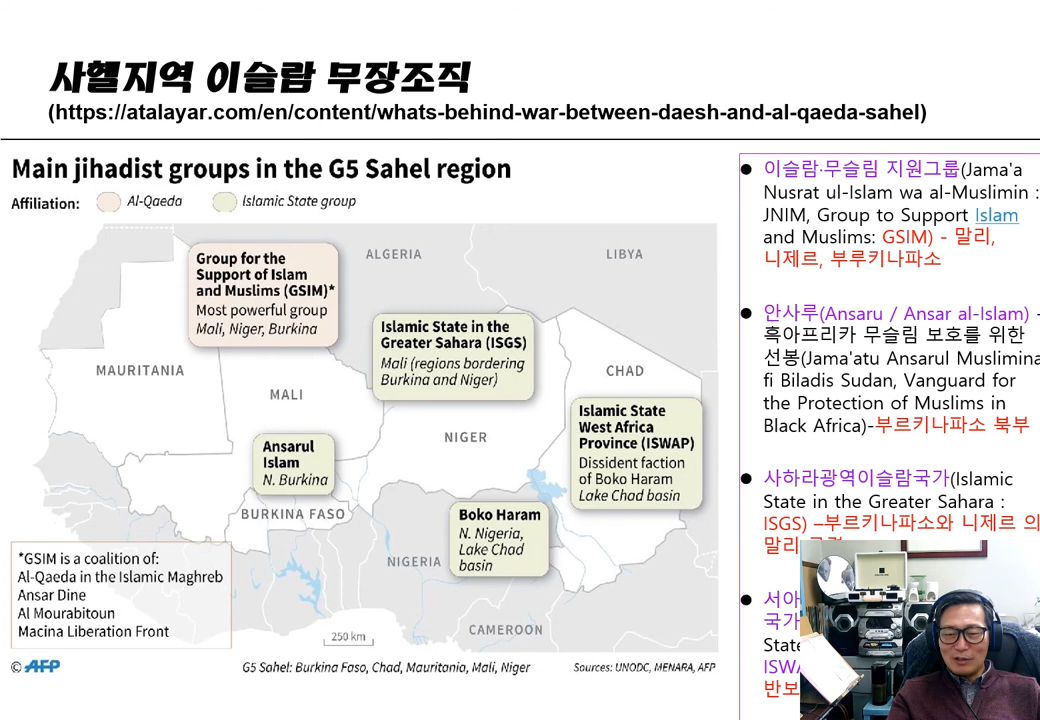 사헬지역 이슬람 무장조직
(https://atalayar.com/en/content/whats-behind-war-between-daesh-and-al-qaeda-sahel)
Main jihadist groups in the G5 Sahel region
Affiliation: Al-Qaeda Islamic State group
Group for the
Support of Islam
and Muslims (GSIM)*
Most powerful group
Mali, Niger, Burkina
ALGERIA
LIBYA
Islamic State in the
Greater Sahara (ISGS)
Mali (regions bordering
Burkina and Niger)
MAURITANIA
MALI
CHAD
NIGER
Islamic State
West Africa
Province (ISWAP)
Dissident faction
of Boko Haram
Lake Chad basin
Ansarul
Islam
N. Burkina
BURKINA FASO
Boko Haram
N. Nigeria,
Lake Chad
basin
NIGERIA
CAMEROON
*GSIM is a coalition of:
Al-Qaeda in the Islamic Maghreb
Ansar Dine
Al Mourabitoun
Macina Liberation Front
250 km
© AFP
G5 Sahel: Burkina Faso, Chad, Mauritania, Mali, Niger
Sources: UNODC, MENARA, AFP
● 이슬람·무슬림 지원그룹(Jama'a
Nusrat ul-Islam wa al-Muslimin :
JNIM, Group to Support Islam
and Muslims: GSIM) - 말리,
니제르, 부루키나파소
● 안사루(Ansaru / Ansar al-Islam) -
흑아프리카 무슬림 보호를 위한
선봉(Jama'atu Ansarul Muslimina
fi Biladis Sudan, Vanguard for
the Protection of Muslims in
Black Africa)-부르키나파소 북부
● 사하라광역이슬람국가(Islamic
State in the Greater Sahara :
ISGS) –부르키나파소와 니제르 의
말리
● 서아
국가
State
ISWA
반보